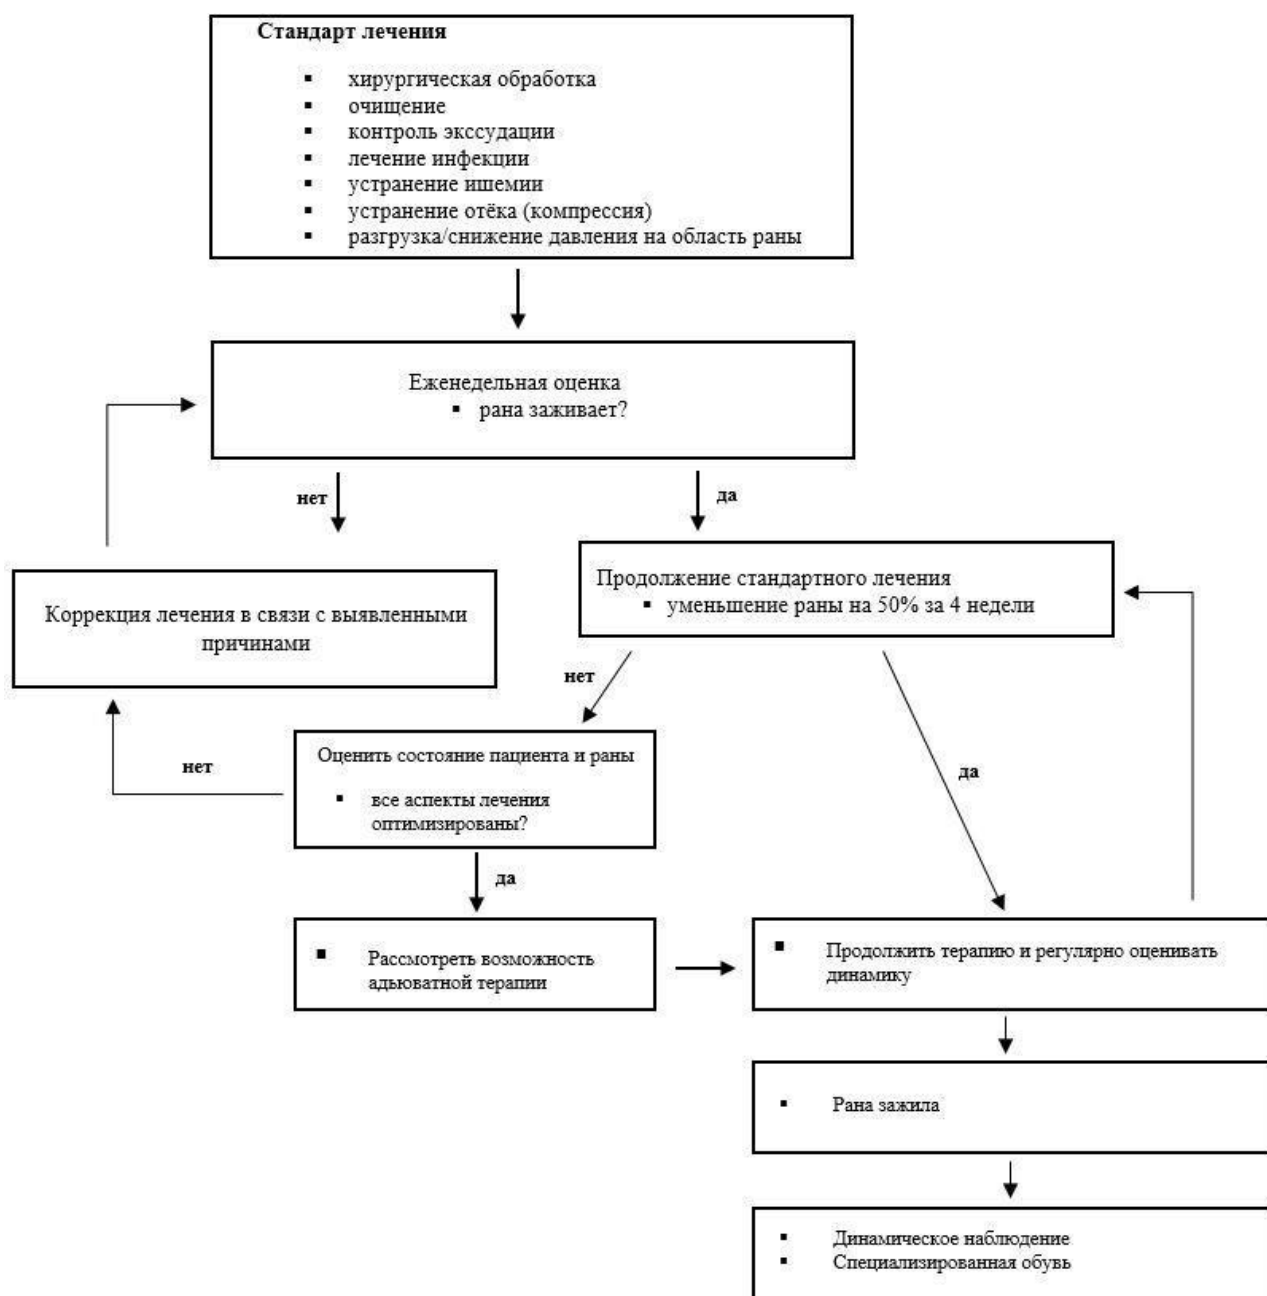 Стандарт лечения
▪ хирургическая обработка
▪ очищение
▪ контроль экссудации
▪ лечение инфекции
▪ устранение ишемии
▪ устранение отёка (компрессия)
▪ разгрузка/снижение давления на область раны
Еженедельная оценка
▪ рана заживает?
нет
да
Коррекция лечения в связи с выявленными
причинами
Продолжение стандартного лечения
▪ уменьшение раны на 50% за 4 недели
нет
да
Оценить состояние пациента и раны
▪ все аспекты лечения
оптимизированы?
нет
да
▪ Рассмотреть возможность
адьюватной терапии
▪ Продолжить терапию и регулярно оценивать
динамику
▪ Рана зажила
▪ Динамическое наблюдение
▪ Специализированная обувь